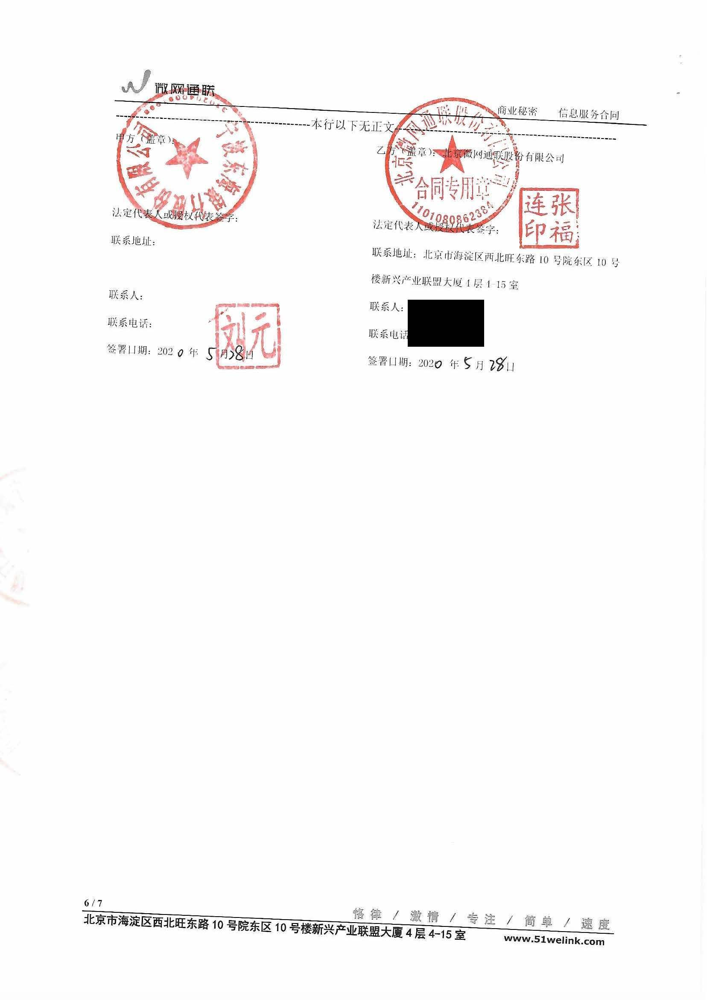 微网通联
商业秘密 信息服务合同
本行以下无正文
甲方(盖章):
宁波东海银行股份有限公司
法定代表人或授权代表签字:
联系地址:
联系人:
联系电话:
刘元
签署日期: 2020 年 5 月 28 日
乙方(盖章): 北京微网通联股份有限公司
北京微网通联股份有限公司
合同专用章
1101080862384
法定代表人或授权代表签字:
张福连印
联系地址: 北京市海淀区西北旺东路 10 号院东区 10 号
楼新兴产业联盟大厦 4 层 4-15 室
联系人:
联系电话
签署日期: 2020 年 5 月 28 日
6 / 7
恪律 / 激情 / 专注 / 简单 / 速度
北京市海淀区西北旺东路 10 号院东区 10 号楼新兴产业联盟大厦 4 层 4-15 室
www.51welink.com